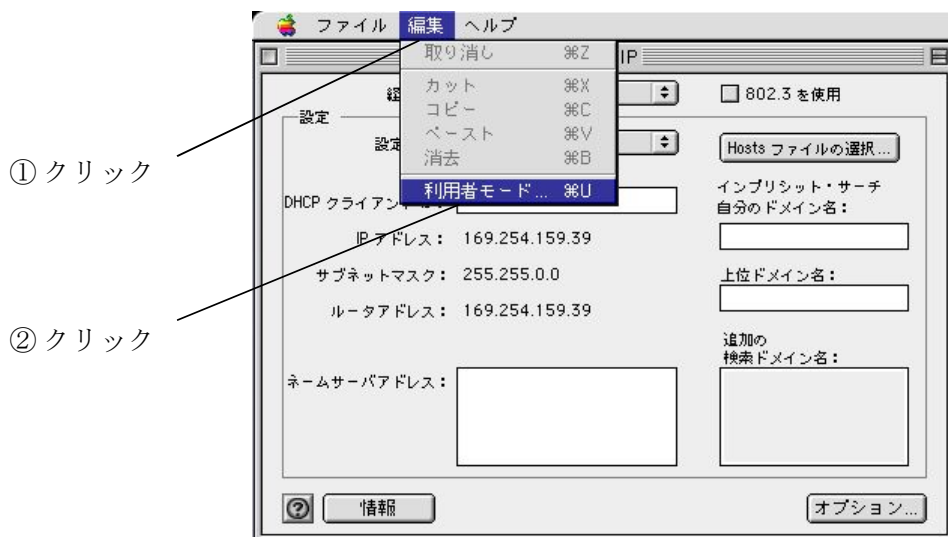 ファイル 編集 ヘルプ
取り消し ⌘Z
IP
カット ⌘X
802.3 を使用
コピー ⌘C
設定
ペースト ⌘V
設定
Hosts ファイルの選択...
消去 ⌘B
① クリック
利用者モード... ⌘U
インプリシット・サーチ
自分のドメイン名：
DHCP クライアント
IP アドレス： 169.254.159.39
サブネットマスク： 255.255.0.0
上位ドメイン名：
ルータアドレス： 169.254.159.39
② クリック
追加の
検索ドメイン名：
ネームサーバアドレス：
?
情報
オプション...